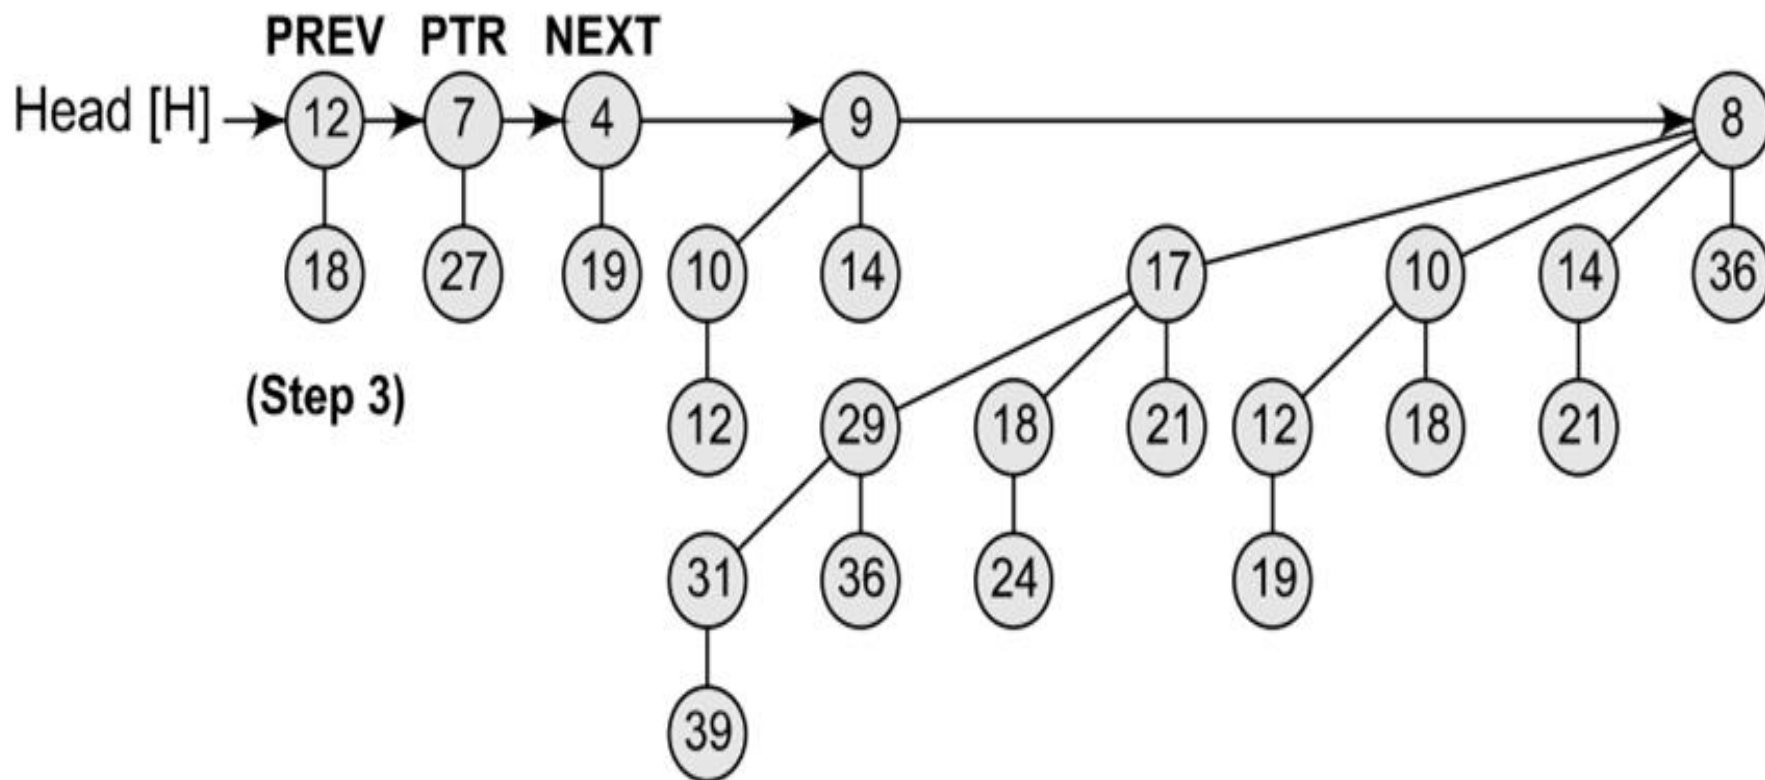 PREV PTR NEXT
Head [H] 12 7 4 9 8
18 27 19 10 14 17 10 14 36
(Step 3)
12 29 18 21 12 18 21
31 36 24 19
39